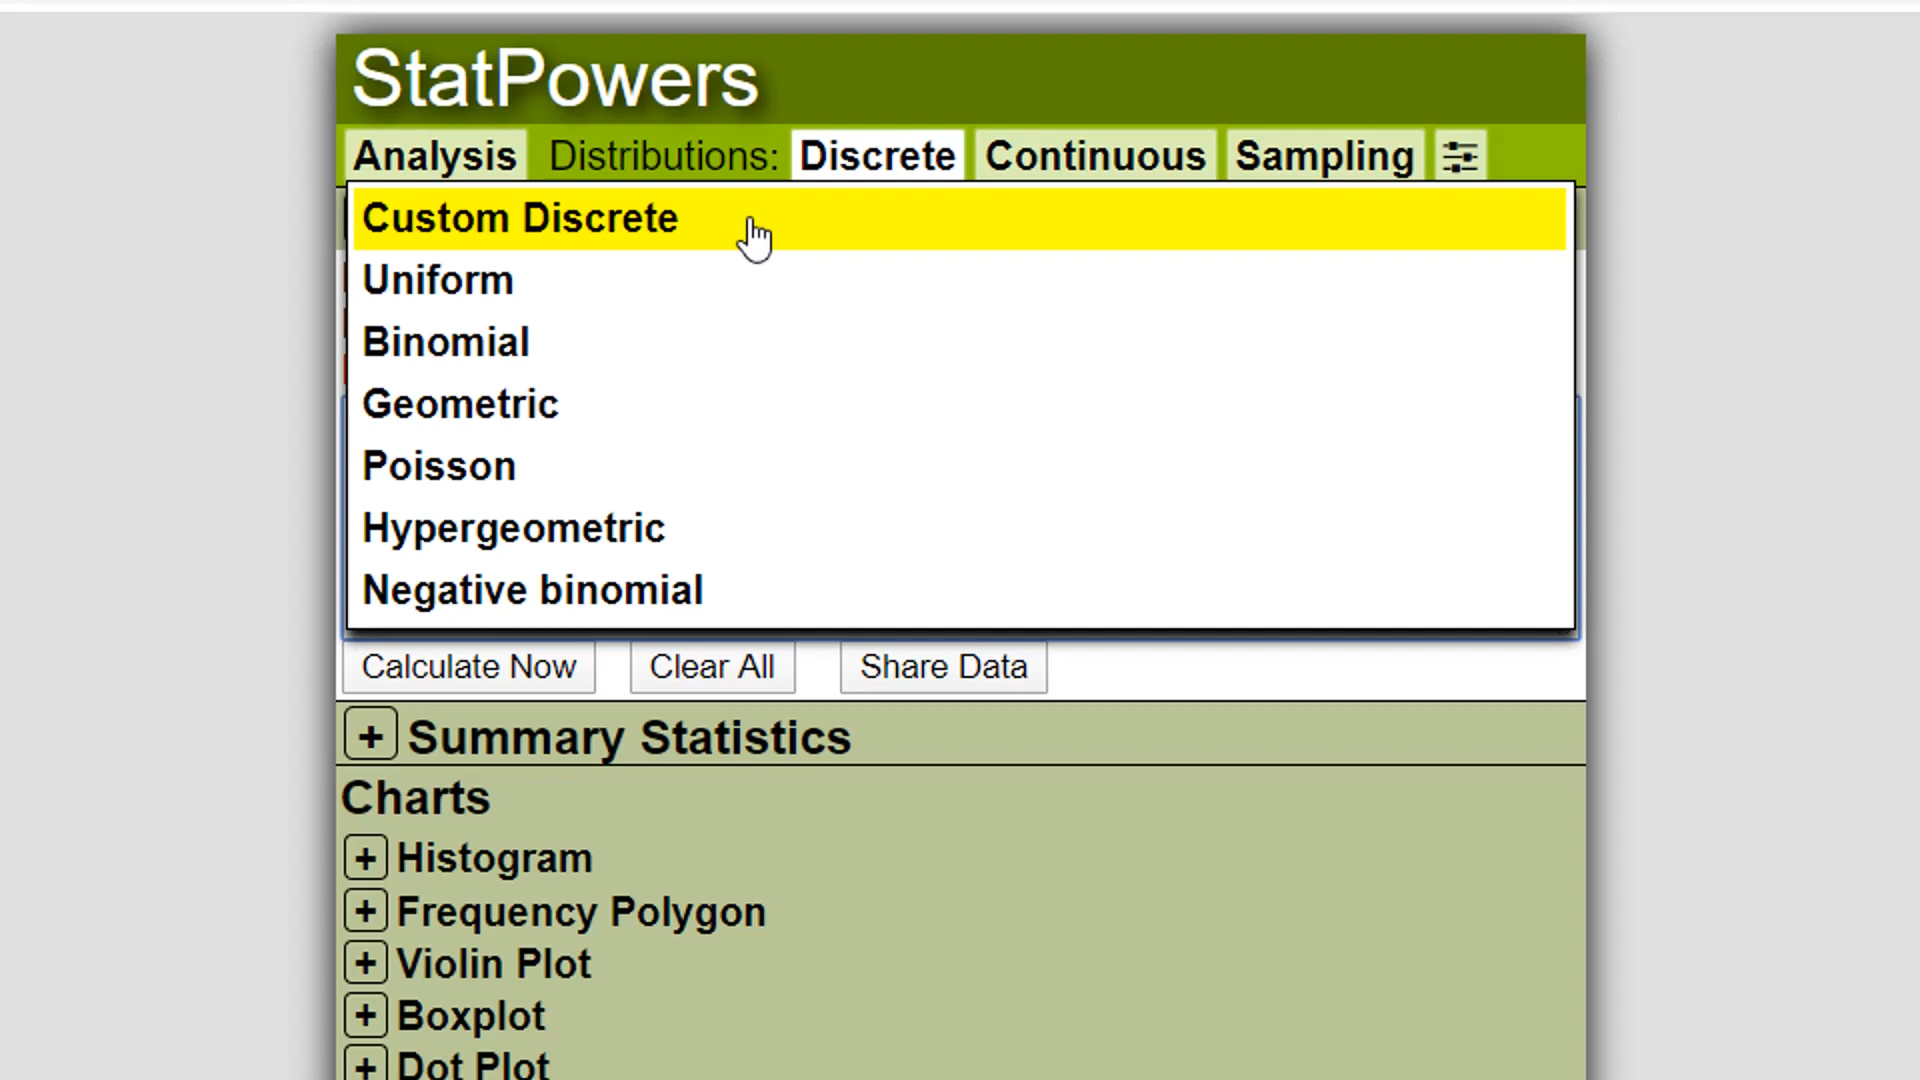 StatPowers
Analysis Distributions: Discrete Continuous Sampling
Custom Discrete
Uniform
Binomial
Geometric
Poisson
Hypergeometric
Negative binomial
Calculate Now Clear All Share Data
+ Summary Statistics
Charts
+ Histogram
+ Frequency Polygon
+ Violin Plot
+ Boxplot
+ Dot Plot